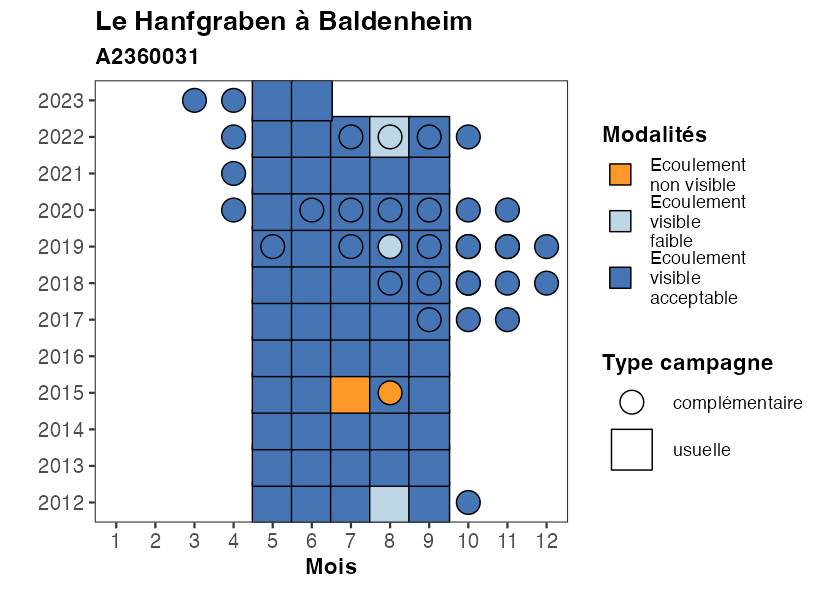 Le Hanfgraben à Baldenheim
A2360031
2023
2022
2021
2020
2019
2018
2017
2016
2015
2014
2013
2012
1 2 3 4 5 6 7 8 9 10 11 12
Mois
Modalités
Ecoulement
non visible
Ecoulement
visible
faible
Ecoulement
visible
acceptable
Type campagne
complémentaire
usuelle